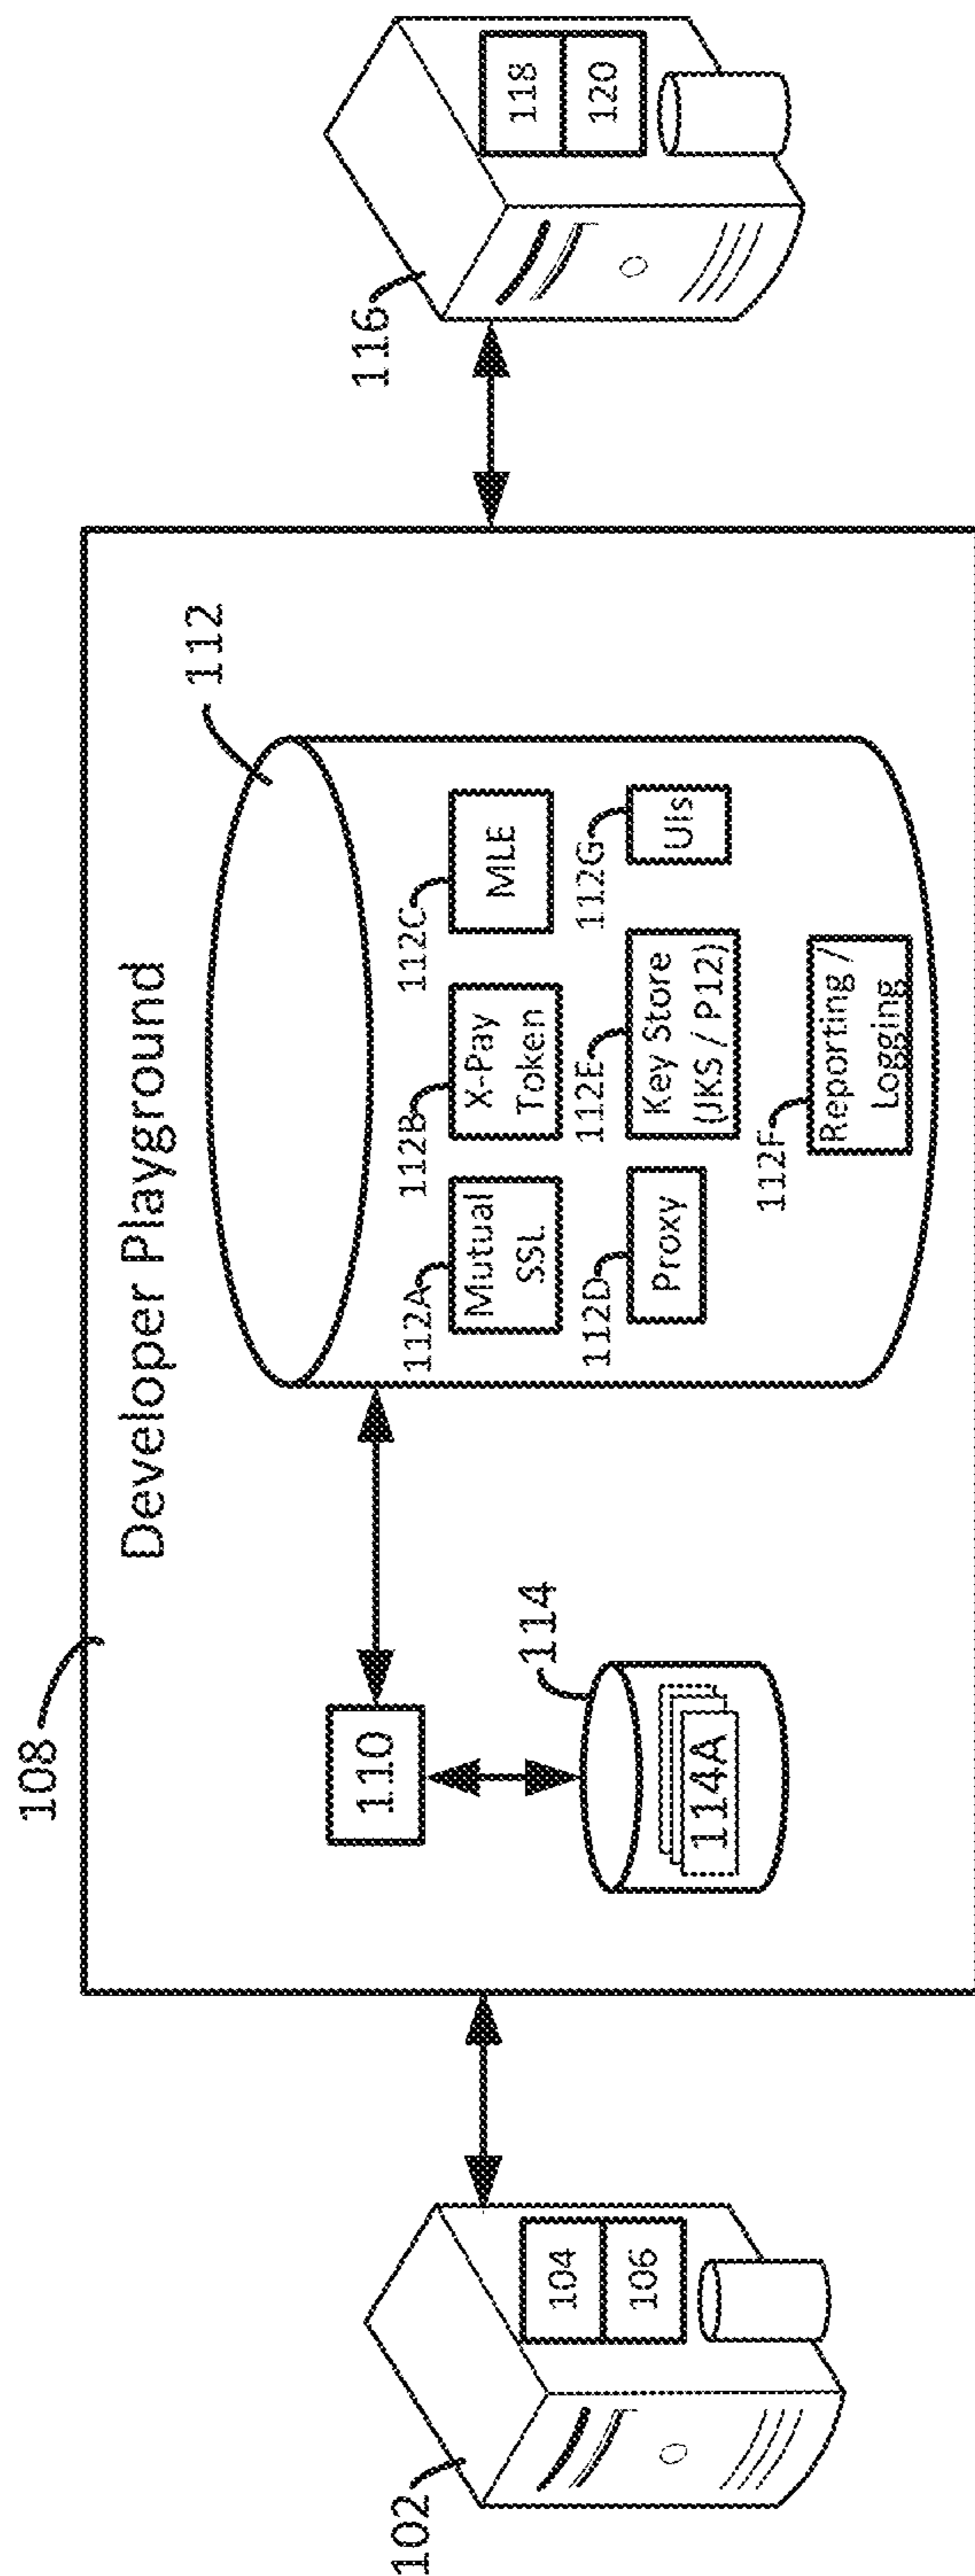 108
Developer Playground
112
116
118
120
102
104
106
110
114
114A
112A
Mutual
SSL
112B
X-Pay
Token
112C
MLE
112D
Proxy
112E
Key Store
(JKS / P12)
112G
UIs
112F
Reporting /
Logging